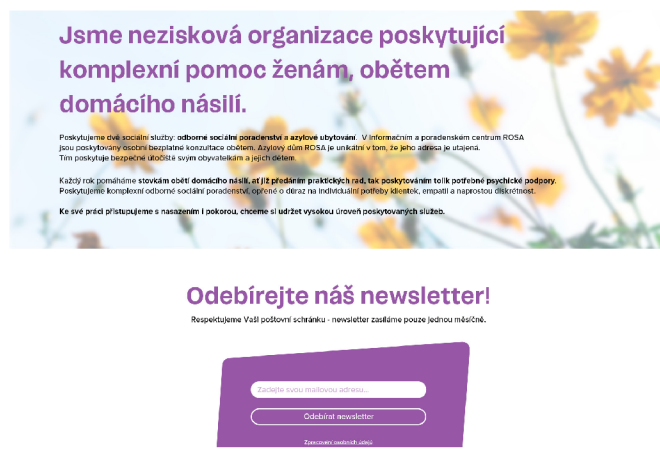 Jsme nezisková organizace poskytující
komplexní pomoc ženám, obětem
domácího násilí.
Poskytujeme dvě sociální služby: odborné sociální poradenství a azylové ubytování. V Informačním a poradenském centrum ROSA
jsou poskytovány osobní bezplatné konzultace obětem. Azylový dům ROSA je unikátní v tom, že jeho adresa je utajená.
Tím poskytuje bezpečné útočiště svým obyvatelkám a jejich dětem.
Každý rok pomáháme stovkám obětí domácího násilí, ať již předáním praktických rad, tak poskytováním tolik potřebné psychické podpory.
Poskytujeme komplexní odborné sociální poradenství, opřené o důraz na individuální potřeby klientek, empatii a naprostou diskrétnost.
Ke své práci přistupujeme s nasazením i pokorou, chceme si udržet vysokou úroveň poskytovaných služeb.
Odebírejte náš newsletter!
Respektujeme Vaši poštovní schránku - newsletter zasíláme pouze jednou měsíčně.
Zadejte svou mailovou adresu...
Odebírat newsletter
Zpracování osobních údajů